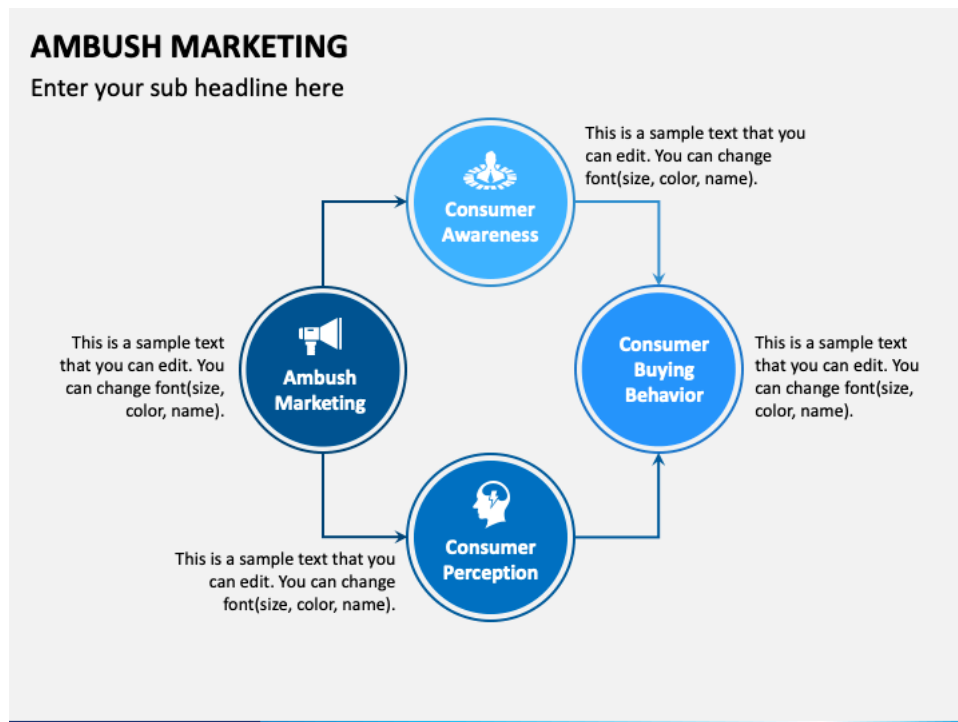 AMBUSH MARKETING
Enter your sub headline here
This is a sample text that you
can edit. You can change
font(size, color, name).
Consumer
Awareness
This is a sample text
that you can edit. You
can change font(size,
color, name).
Ambush
Marketing
Consumer
Buying
Behavior
This is a sample text
that you can edit. You
can change font(size,
color, name).
Consumer
Perception
This is a sample text that you
can edit. You can change
font(size, color, name).